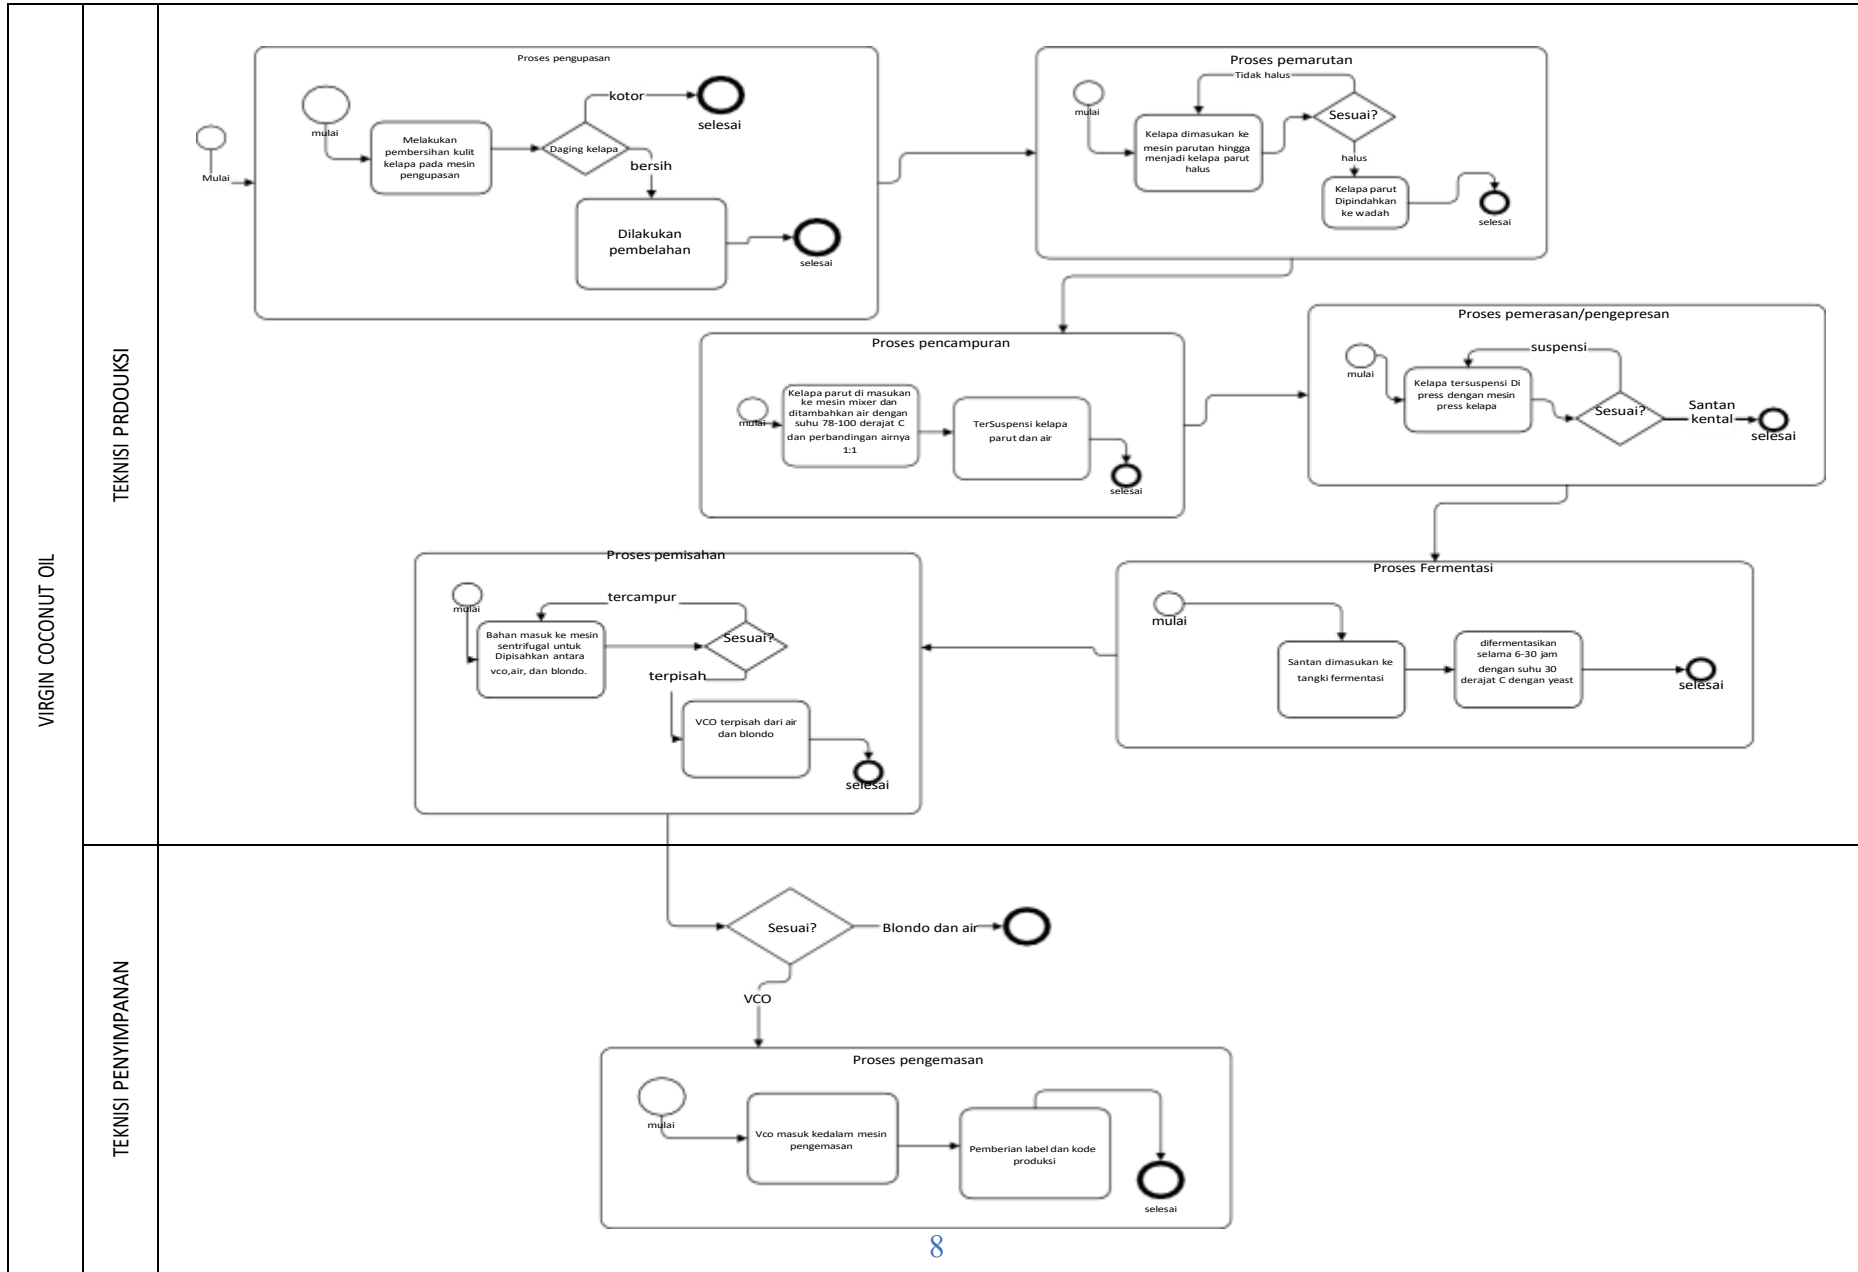 VIRGIN COCONUT OIL
TEKNISI PRDOUKSI
Mulai
Proses pengupasan
mulai
Melakukan
pembersihan kulit
kelapa pada mesin
pengupasan
Daging kelapa
kotor
selesai
bersih
Dilakukan
pembelahan
selesai
Proses pemarutan
Tidak halus
mulai
Kelapa dimasukan ke
mesin parutan hingga
menjadi kelapa parut
halus
Sesuai?
halus
Kelapa parut
Dipindahkan
ke wadah
selesai
Proses pencampuran
mulai
Kelapa parut di masukan
ke mesin mixer dan
ditambahkan air dengan
suhu 78-100 derajat C
dan perbandingan airnya
1:1
TerSuspensi kelapa
parut dan air
selesai
Proses pemerasan/pengepresan
suspensi
mulai
Kelapa tersuspensi Di
press dengan mesin
press kelapa
Sesuai?
Santan
kental
selesai
Proses Fermentasi
mulai
Santan dimasukan ke
tangki fermentasi
difermentasikan
selama 6-30 jam
dengan suhu 30
derajat C dengan yeast
selesai
Proses pemisahan
mulai
tercampur
Bahan masuk ke mesin
sentrifugal untuk
Dipisahkan antara
vco,air, dan blondo.
Sesuai?
terpisah
VCO terpisah dari air
dan blondo
selesai
TEKNISI PENYIMPANAN
Sesuai?
Blondo dan air
VCO
Proses pengemasan
mulai
Vco masuk kedalam mesin
pengemasan
Pemberian label dan kode
produksi
selesai
8